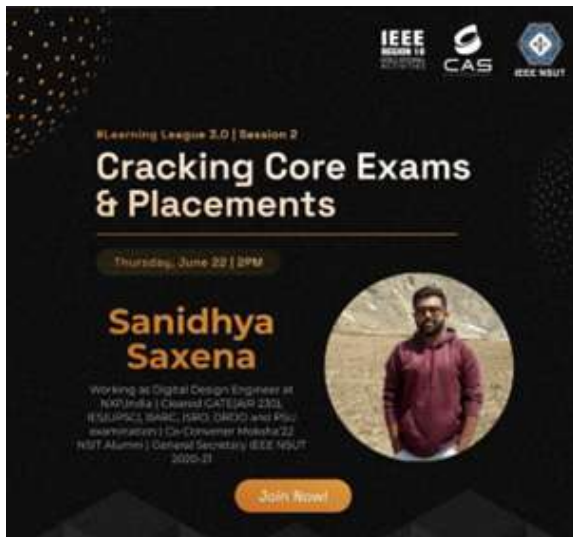 IEEE
REGION 10
CAS
IEEE NSUT
#Learning League 3.0 | Session 2
Cracking Core Exams
& Placements
Thursday, June 22 | 2PM
Sanidhya
Saxena
Working as Digital Design Engineer at
NXP,India | Cleared GATE(AIR 230),
IES(UPSC), BARC, ISRO, DRDO and PSU
examination | Co-Convener Moksha'22
NSIT Alumni | General Secretary IEEE NSUT
2020-21
Join Now!